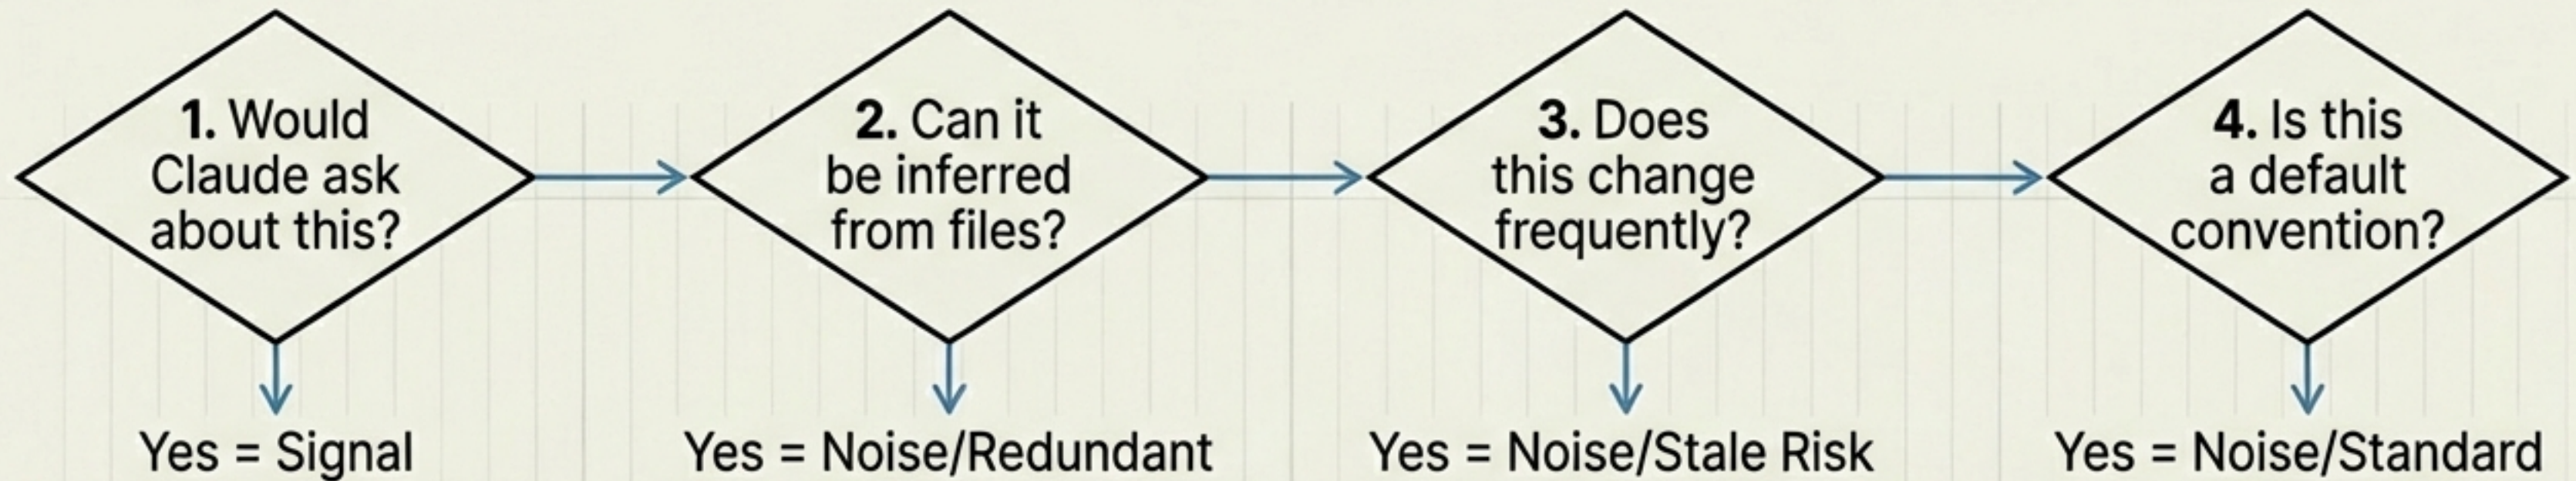 1. Would
Claude ask
about this?
2. Can it
be inferred
from files?
3. Does
this change
frequently?
4. Is this
a default
convention?
Yes = Signal
Yes = Noise/Redundant
Yes = Noise/Stale Risk
Yes = Noise/Standard